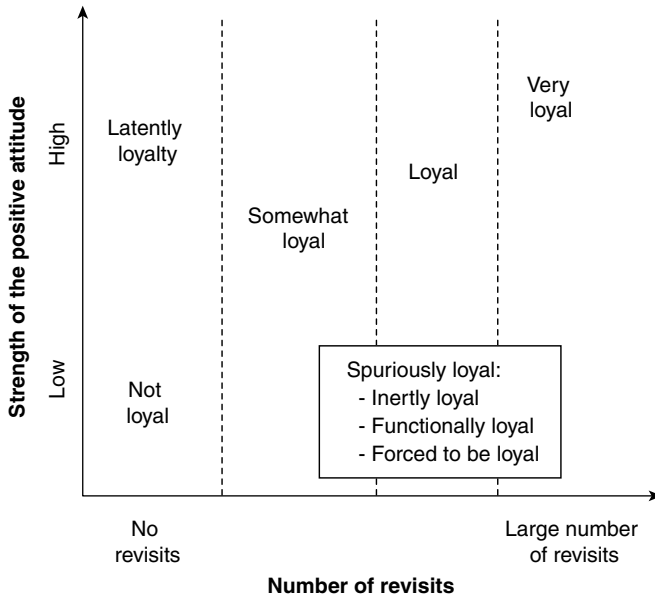 Strength of the positive attitude
High
Low
Latently
loyalty
Somewhat
loyal
Loyal
Very
loyal
Not
loyal
Spuriously loyal:
- Inertly loyal
- Functionally loyal
- Forced to be loyal
No
revisits
Large number
of revisits
Number of revisits